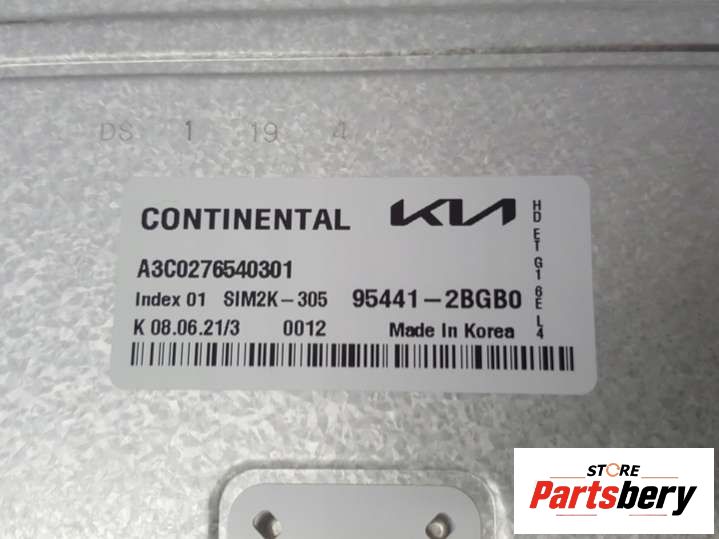 DS 1 19 4
CONTINENTAL KIA
A3C0276540301
Index 01 SIM2K-305 95441-2BGB0
K 08.06.21/3 0012 Made In Korea
HD ET G1 6E L4
STORE
Partsbery